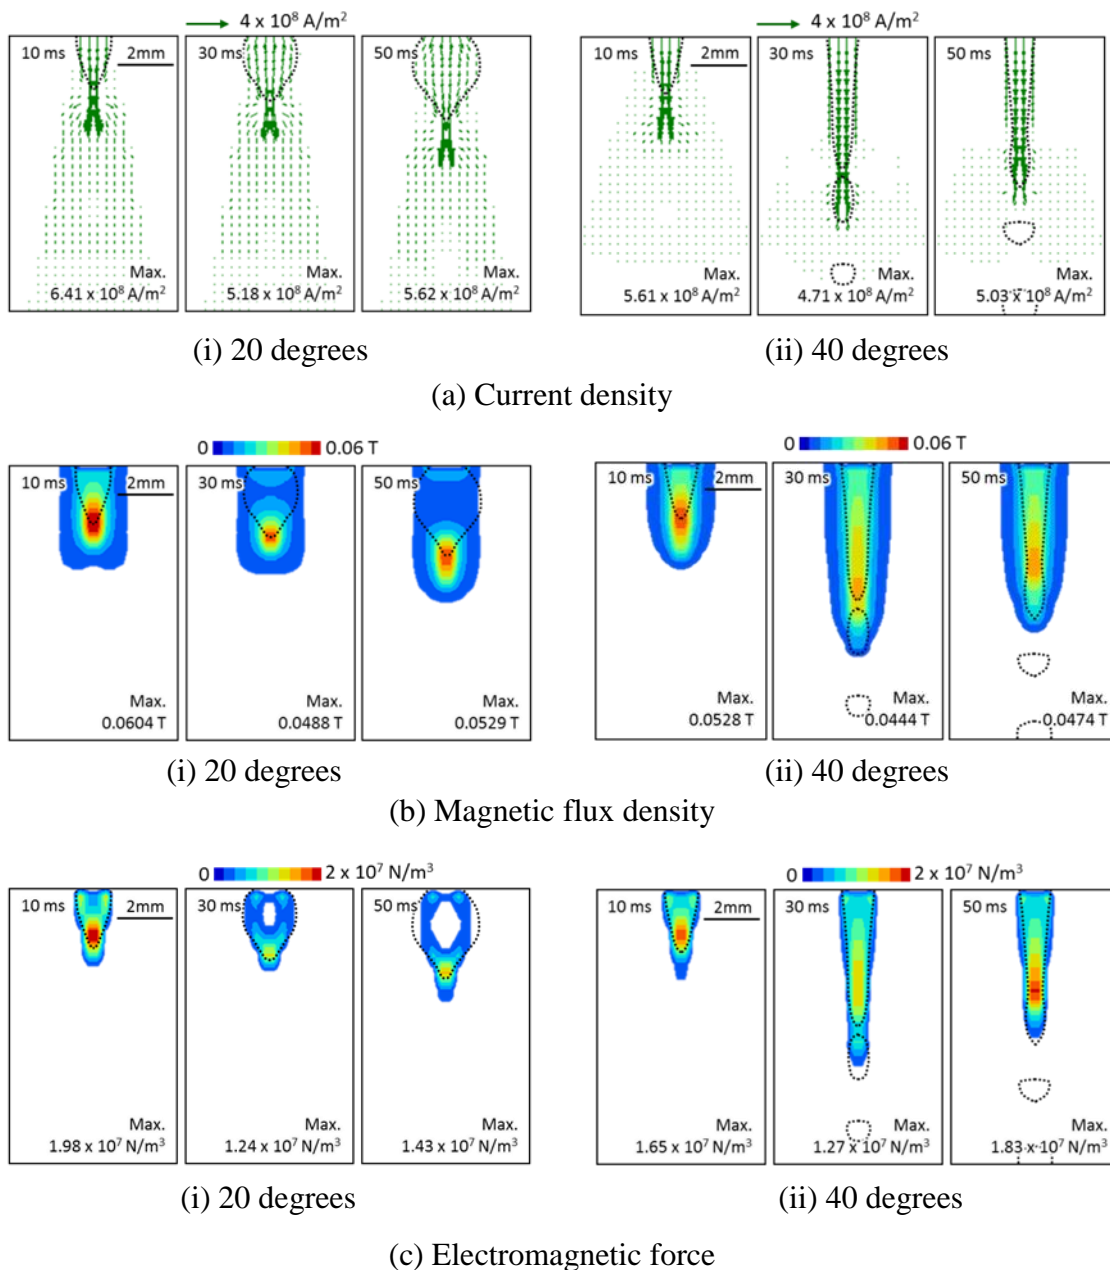 4 x 10⁸ A/m²
4 x 10⁸ A/m²
10 ms
2mm
30 ms
50 ms
10 ms
2mm
30 ms
50 ms
Max.
6.41 x 10⁸ A/m²
Max.
5.18 x 10⁸ A/m²
Max.
5.62 x 10⁸ A/m²
Max.
5.61 x 10⁸ A/m²
Max.
4.71 x 10⁸ A/m²
Max.
5.03 x 10⁸ A/m²
(i) 20 degrees
(ii) 40 degrees
(a) Current density
0 0.06 T
0 0.06 T
10 ms
2mm
30 ms
50 ms
10 ms
2mm
30 ms
50 ms
Max.
0.0604 T
Max.
0.0488 T
Max.
0.0529 T
Max.
0.0528 T
Max.
0.0444 T
Max.
0.0474 T
(i) 20 degrees
(ii) 40 degrees
(b) Magnetic flux density
0 2 x 10⁷ N/m³
0 2 x 10⁷ N/m³
10 ms
2mm
30 ms
50 ms
10 ms
2mm
30 ms
50 ms
Max.
1.98 x 10⁷ N/m³
Max.
1.24 x 10⁷ N/m³
Max.
1.43 x 10⁷ N/m³
Max.
1.65 x 10⁷ N/m³
Max.
1.27 x 10⁷ N/m³
Max.
1.83 x 10⁷ N/m³
(i) 20 degrees
(ii) 40 degrees
(c) Electromagnetic force